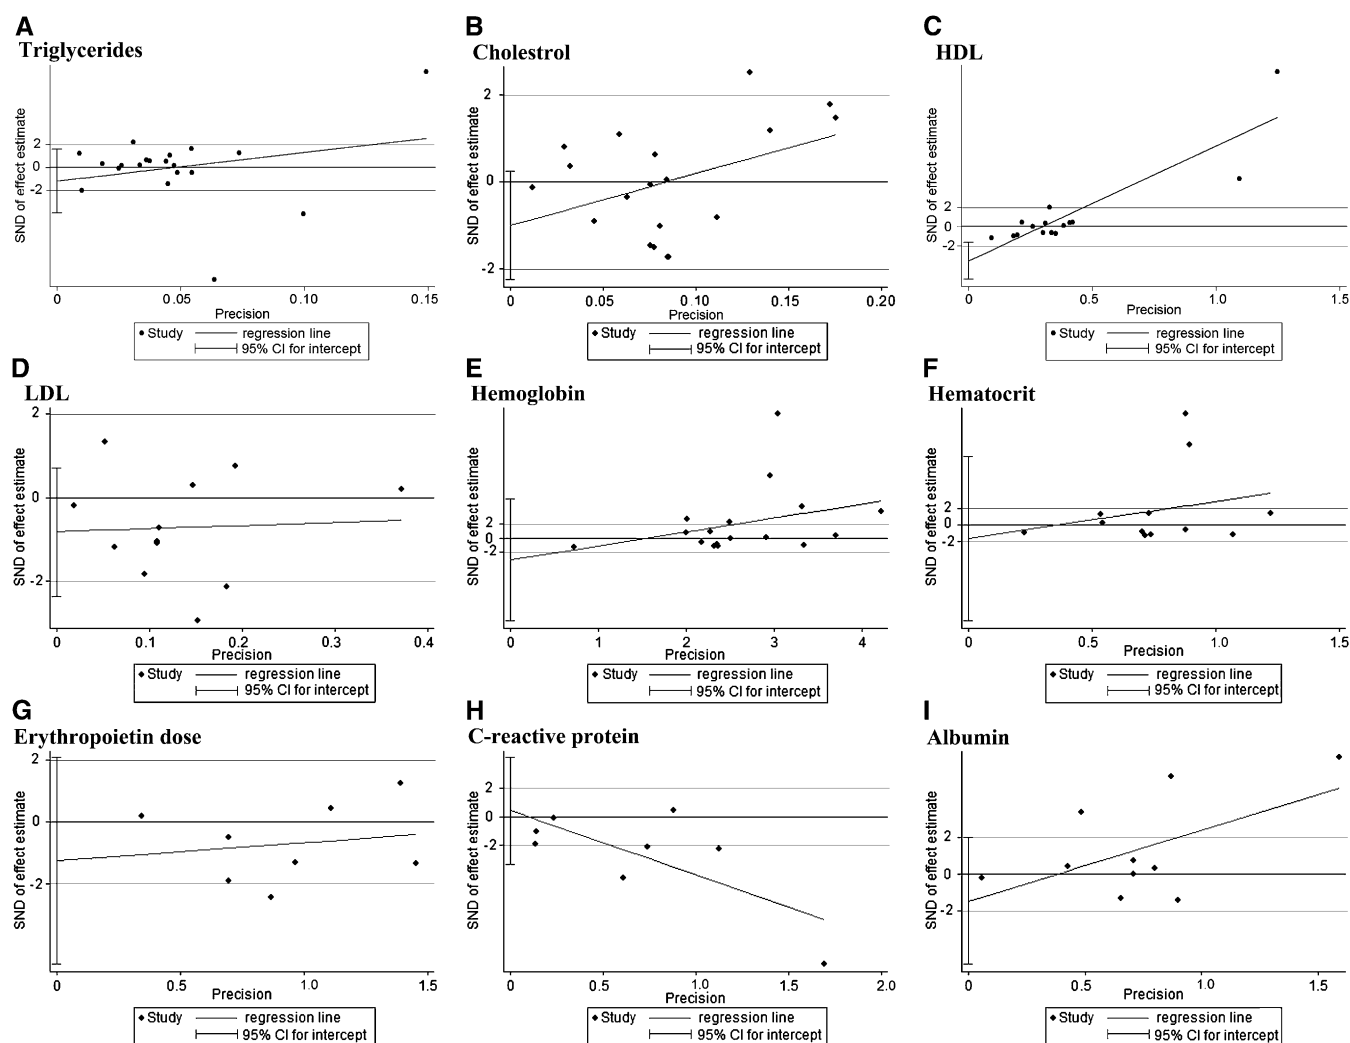 A
Triglycerides
SND of effect estimate
2
0
-2
0 0.05 0.10 0.15
Precision
Study regression line
95% CI for intercept
B
Cholestrol
SND of effect estimate
2
0
-2
0 0.05 0.10 0.15 0.20
Precision
Study regression line
95% CI for intercept
C
HDL
SND of effect estimate
2
0
-2
0 0.5 1.0 1.5
Precision
Study regression line
95% CI for intercept
D
LDL
SND of effect estimate
2
0
-2
0 0.1 0.2 0.3 0.4
Precision
Study regression line
95% CI for intercept
E
Hemoglobin
SND of effect estimate
2
0
-2
0 1 2 3 4
Precision
Study regression line
95% CI for intercept
F
Hematocrit
SND of effect estimate
2
0
-2
0 0.5 1.0 1.5
Precision
Study regression line
95% CI for intercept
G
Erythropoietin dose
SND of effect estimate
2
0
-2
0 0.5 1.0 1.5
Precision
Study regression line
95% CI for intercept
H
C-reactive protein
SND of effect estimate
2
0
-2
0 0.5 1.0 1.5 2.0
Precision
Study regression line
95% CI for intercept
I
Albumin
SND of effect estimate
2
0
-2
0 0.5 1.0 1.5
Precision
Study regression line
95% CI for intercept